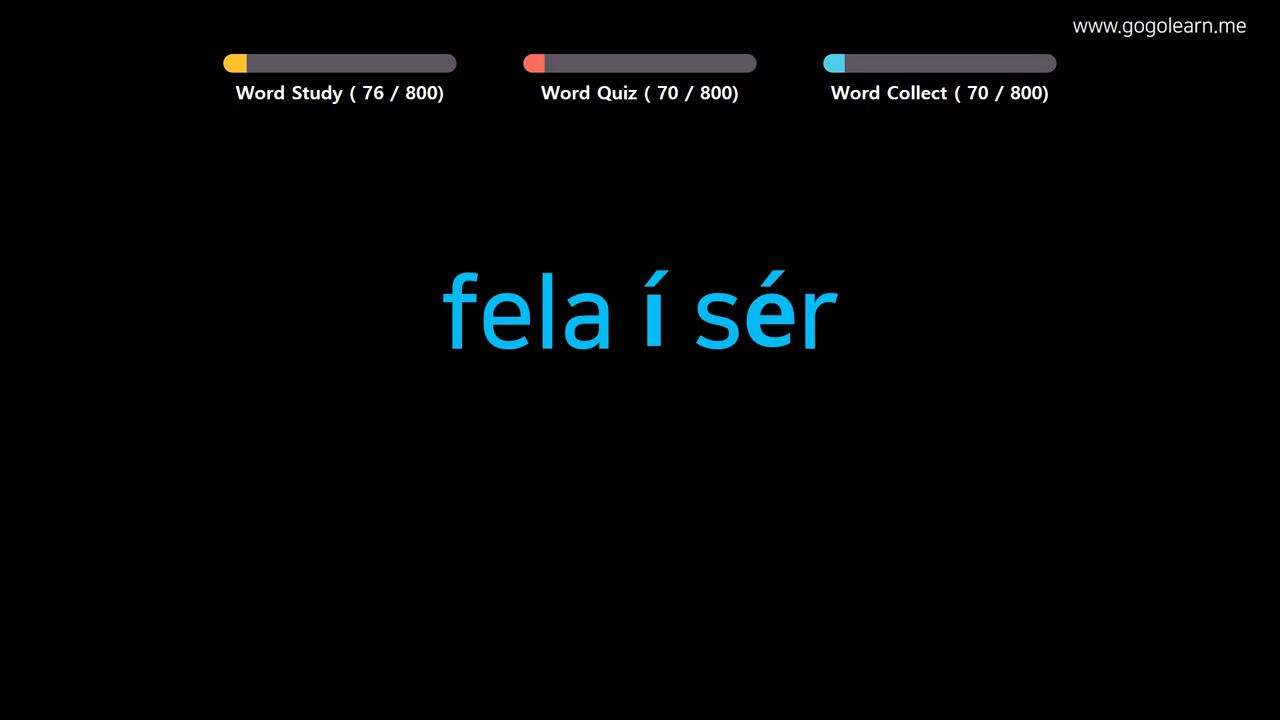 www.gogolearn.me
Word Study ( 76 / 800)
Word Quiz ( 70 / 800)
Word Collect ( 70 / 800)
fela í sér